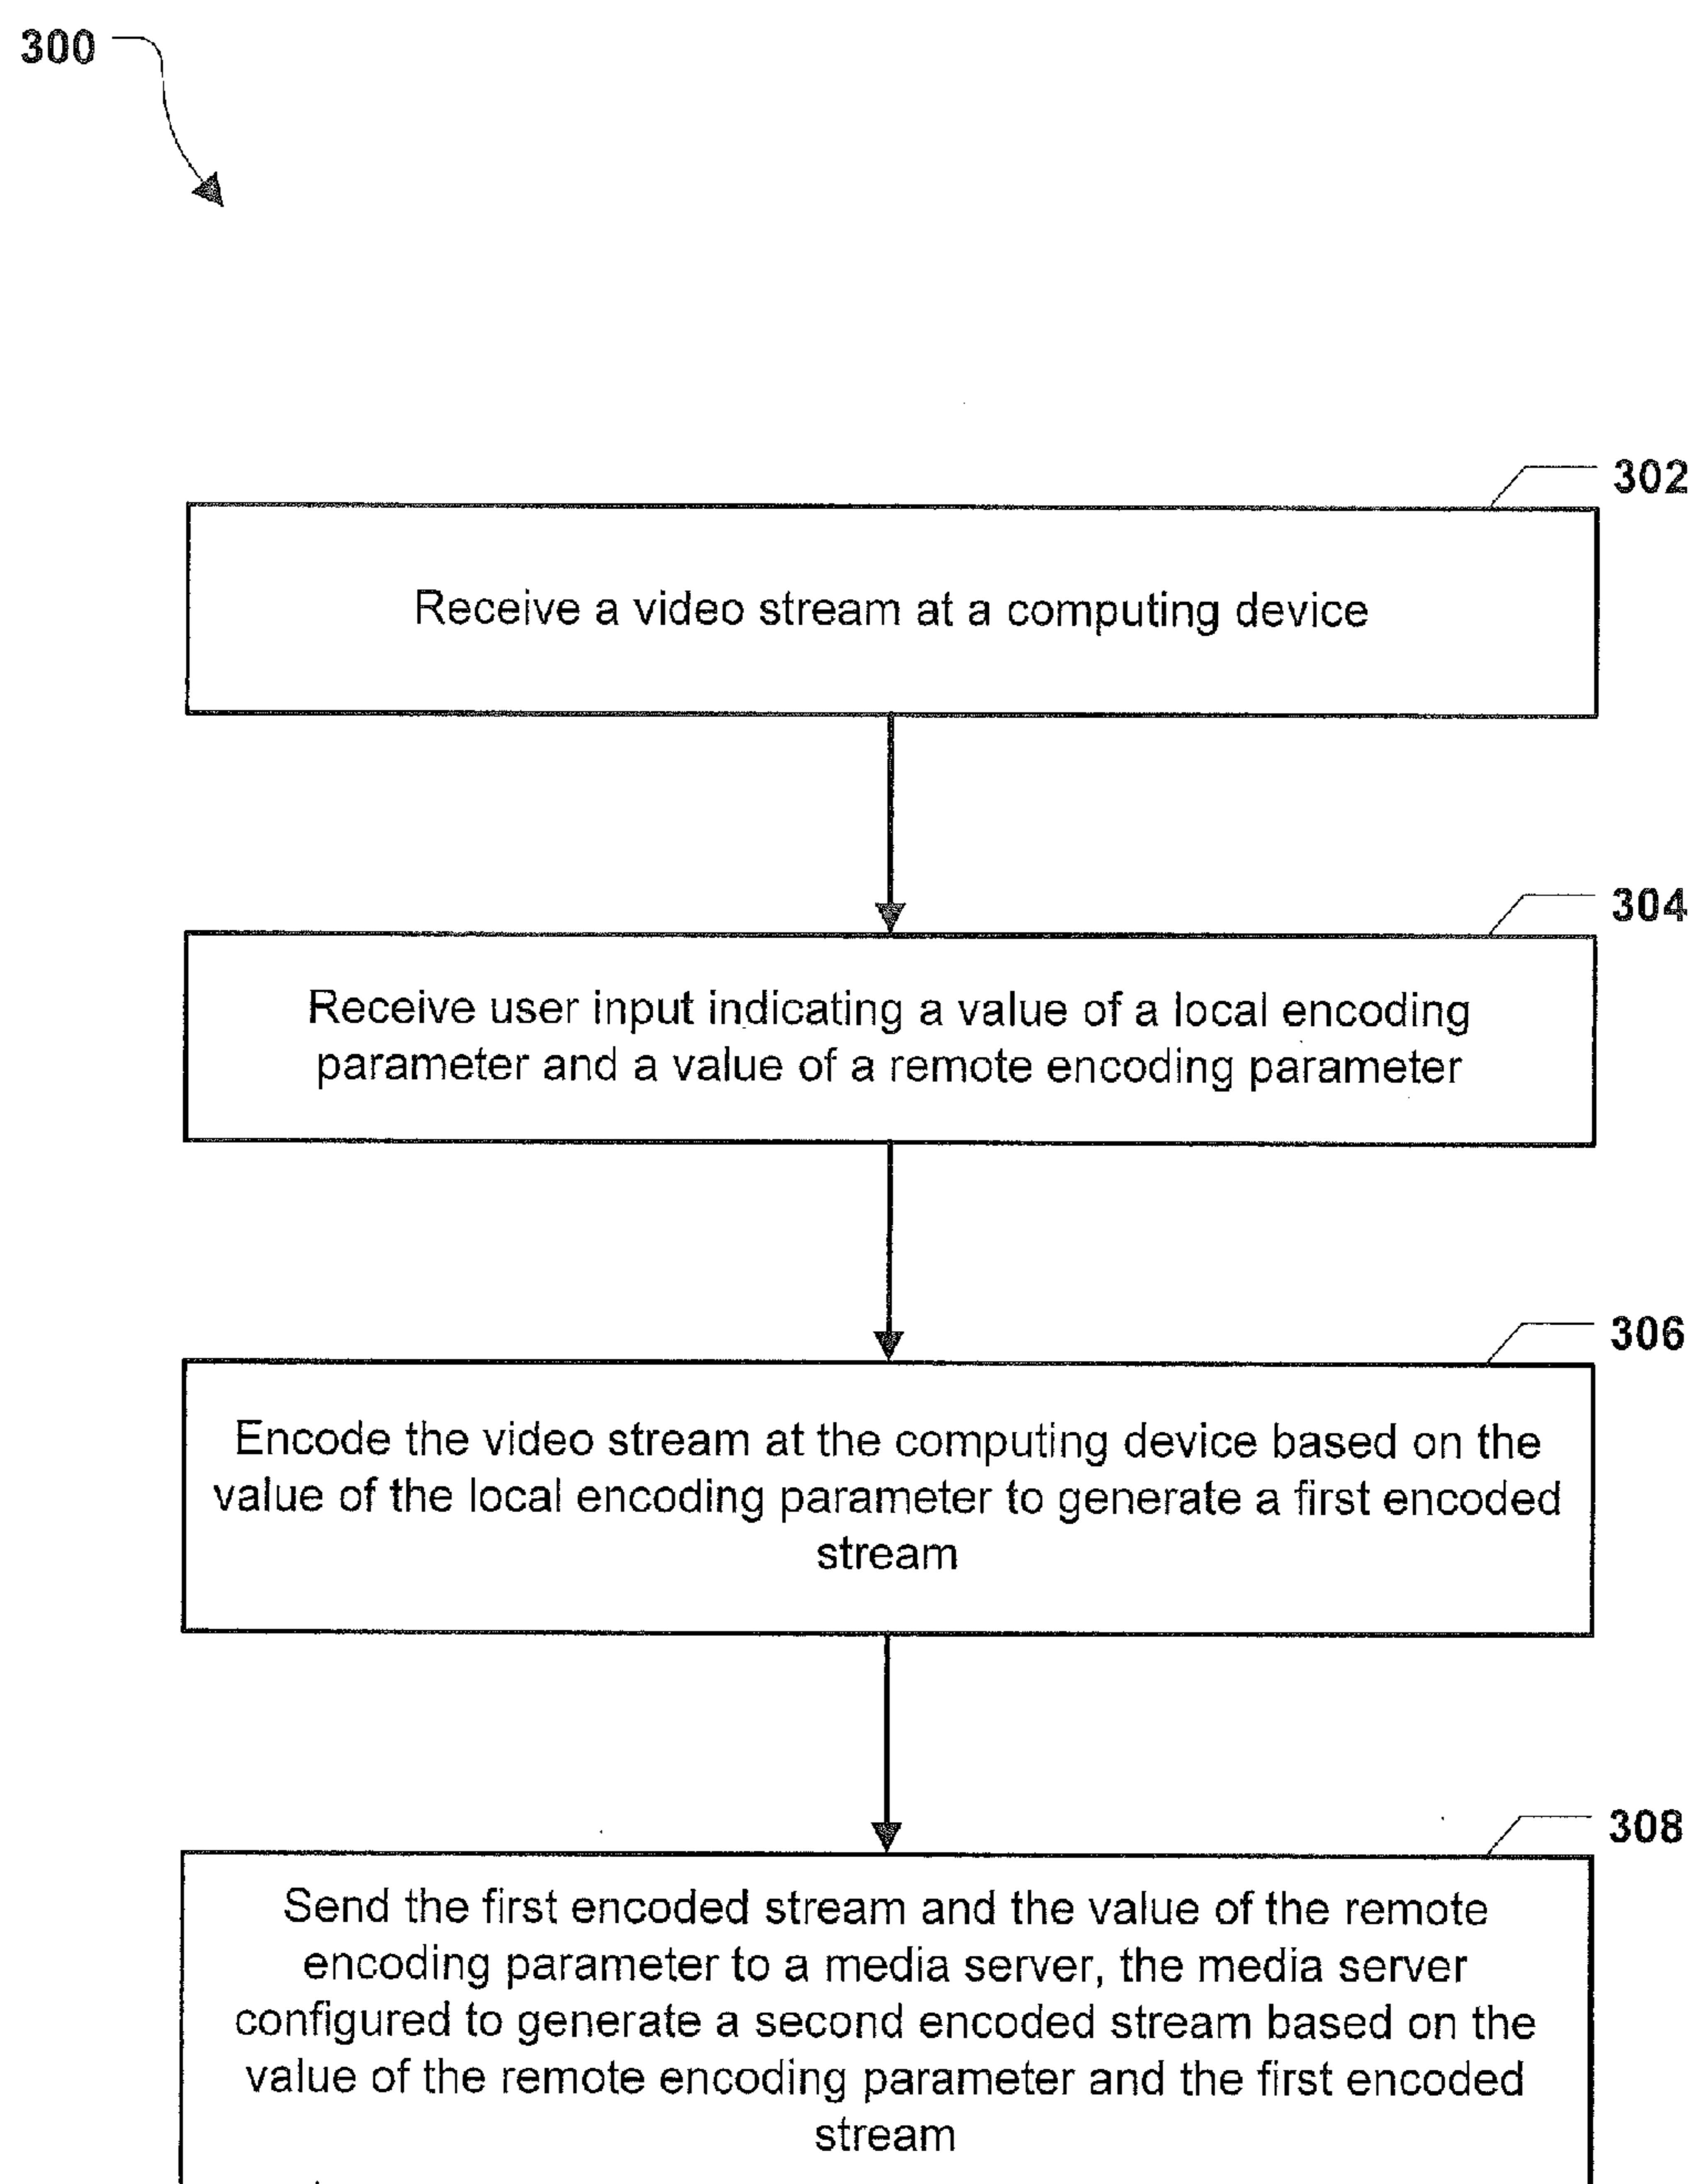 300
302
Receive a video stream at a computing device
304
Receive user input indicating a value of a local encoding
parameter and a value of a remote encoding parameter
306
Encode the video stream at the computing device based on the
value of the local encoding parameter to generate a first encoded
stream
308
Send the first encoded stream and the value of the remote
encoding parameter to a media server, the media server
configured to generate a second encoded stream based on the
value of the remote encoding parameter and the first encoded
stream